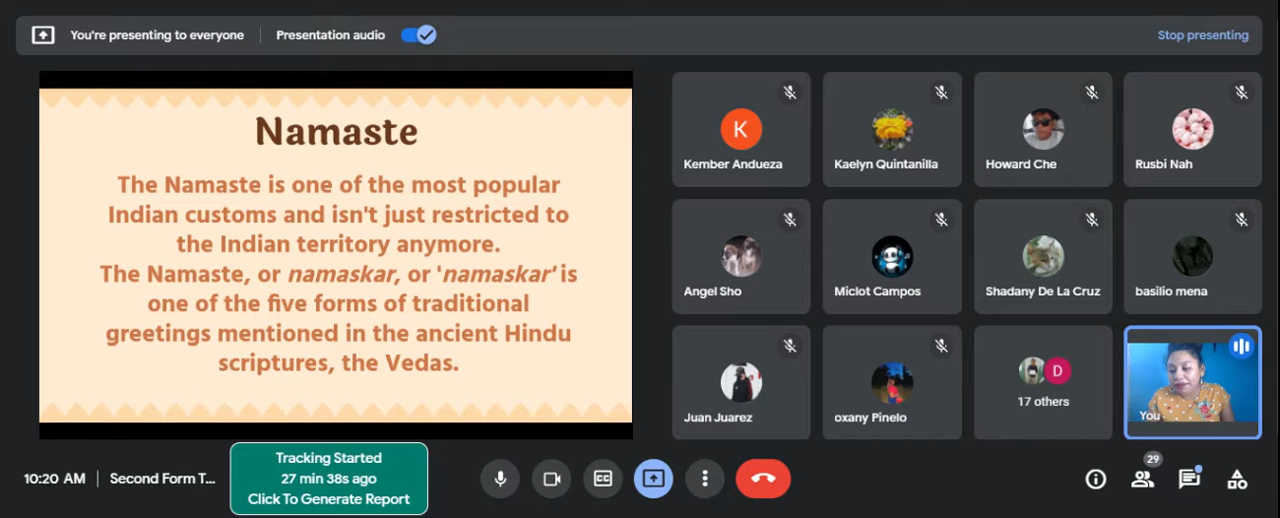 You're presenting to everyone
Presentation audio
Stop presenting
Namaste
The Namaste is one of the most popular
Indian customs and isn't just restricted to
the Indian territory anymore.
The Namaste, or namaskar, or 'namaskar' is
one of the five forms of traditional
greetings mentioned in the ancient Hindu
scriptures, the Vedas.
K
Kember Andueza
Kaelyn Quintanilla
Howard Che
Rusbi Nah
Angel Sho
Miclot Campos
Shadany De La Cruz
basilio mena
Juan Juarez
oxany Pinelo
D
17 others
You
10:20 AM
Second Form T...
Tracking Started
27 min 38s ago
Click To Generate Report
CC
29